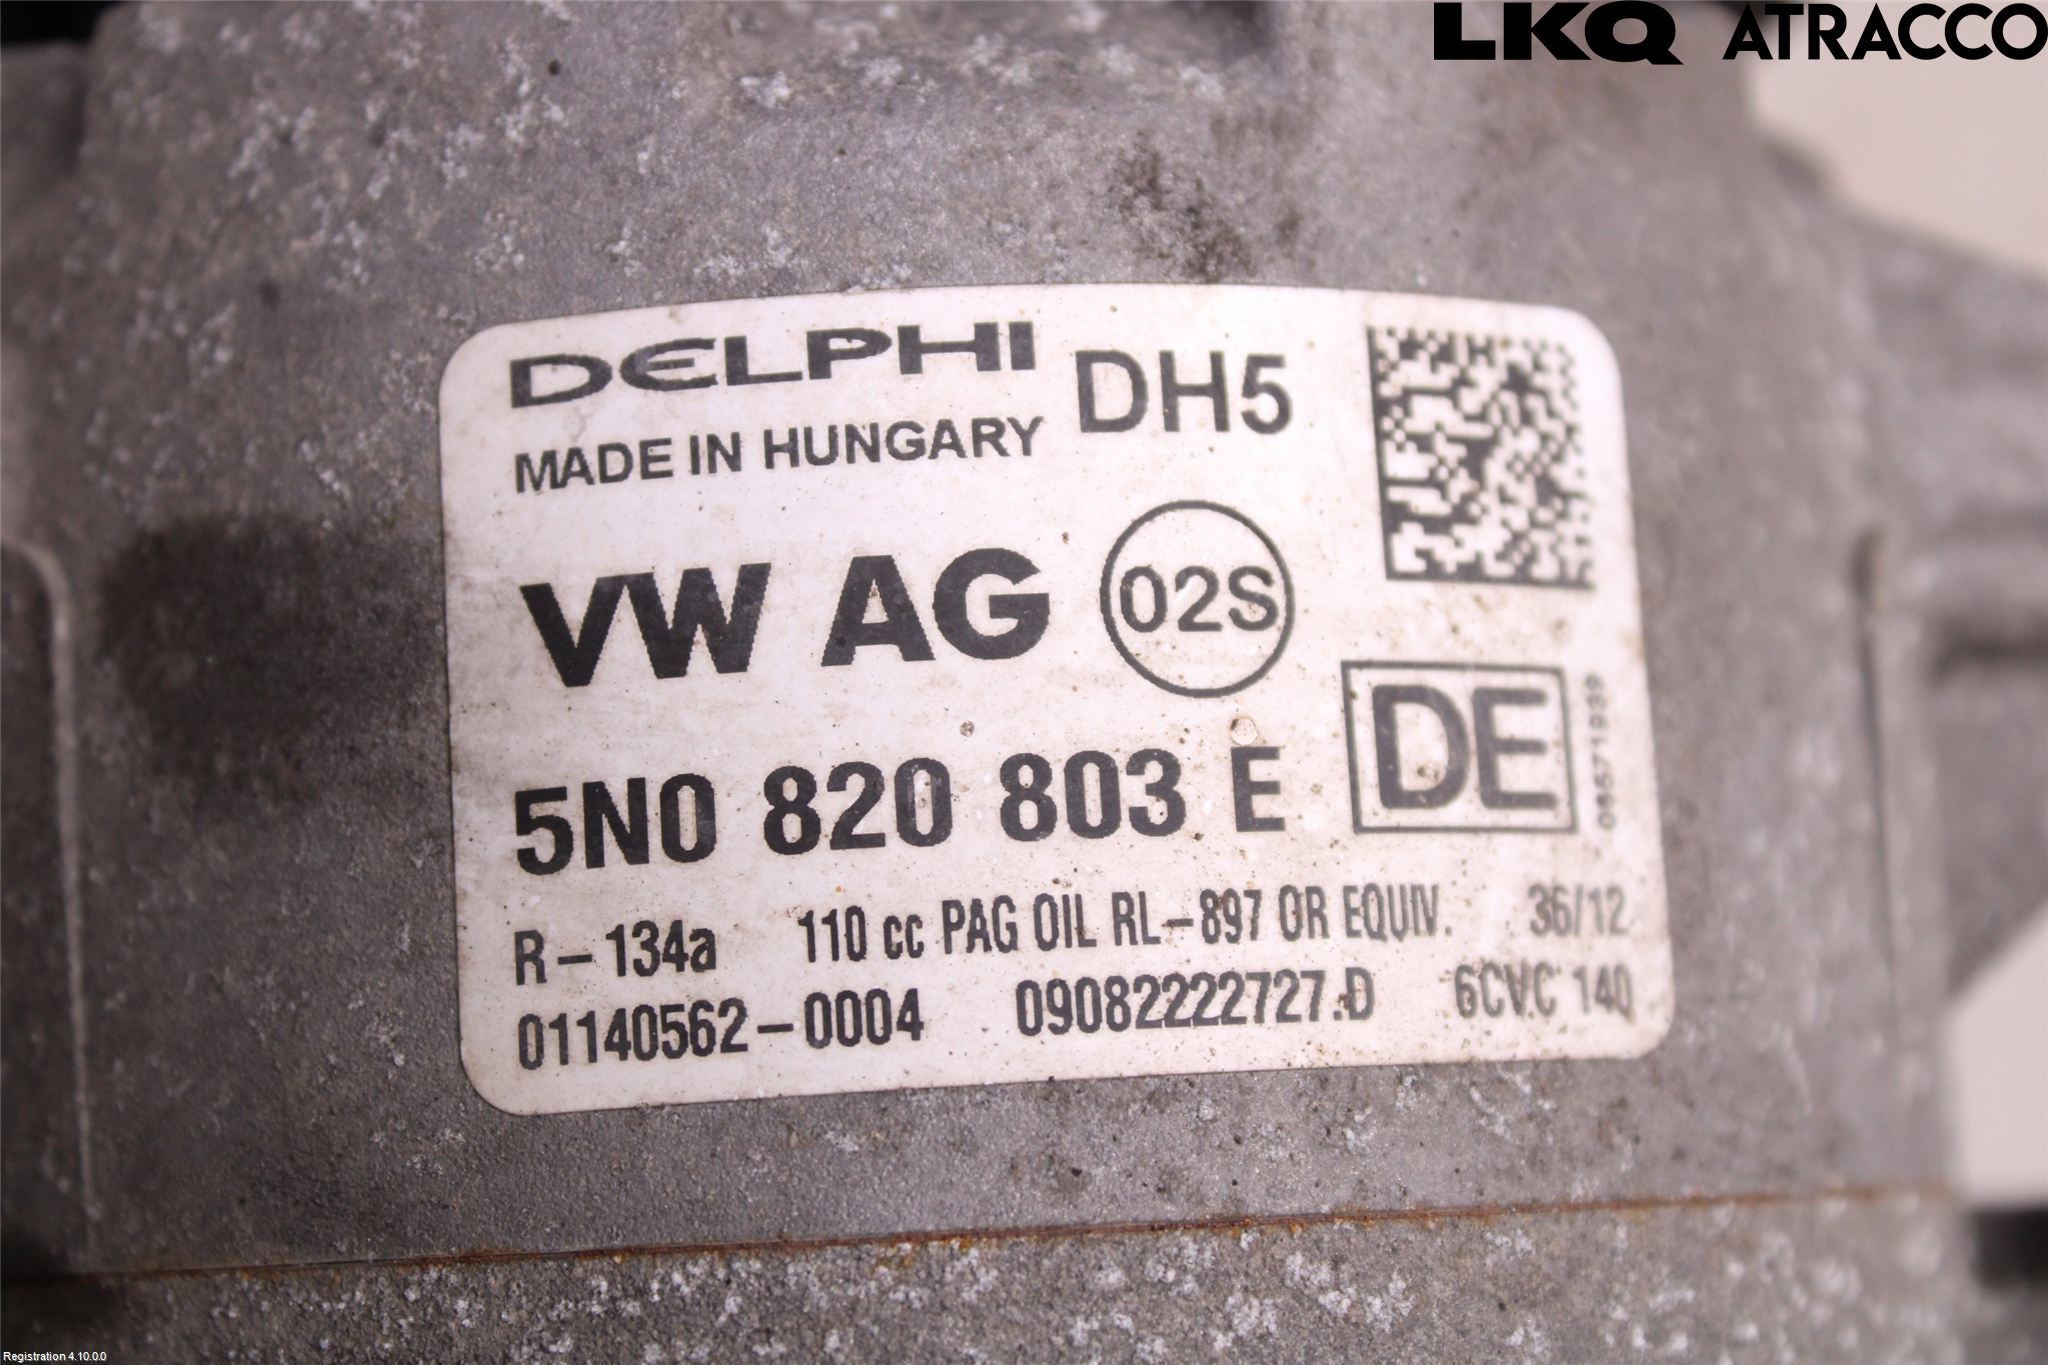 LKQ ATRACCO
DELPHI DH5
MADE IN HUNGARY
VW AG 02S
DE
5N0 820 803 E
R-134a 110 cc PAG OIL RL-897 OR EQUIV. 36/12
01140562-0004 09082222727.D 6CVC 140
Registration 4.10.0.0